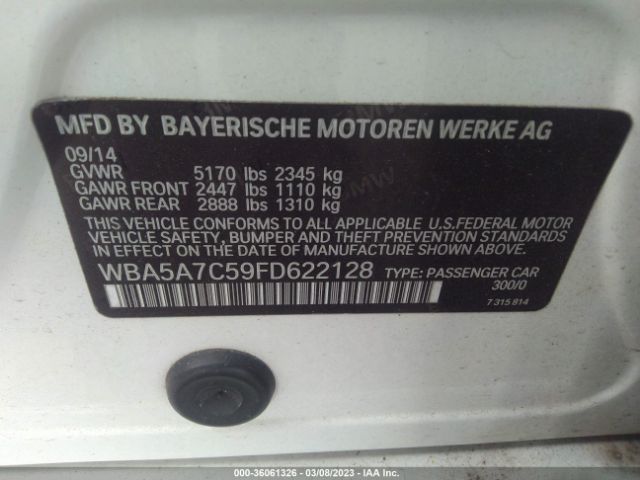 MFD BY BAYERISCHE MOTOREN WERKE AG
09/14
GVWR 5170 lbs 2345 kg
GAWR FRONT 2447 lbs 1110 kg
GAWR REAR 2888 lbs 1310 kg
THIS VEHICLE CONFORMS TO ALL APPLICABLE U.S.FEDERAL MOTOR
VEHICLE SAFETY, BUMPER AND THEFT PREVENTION STANDARDS
IN EFFECT ON THE DATE OF MANUFACTURE SHOWN ABOVE.
WBA5A7C59FD622128 TYPE: PASSENGER CAR
300/0
7 315 814
000-36061326 | 03/08/2023 | IAA Inc.